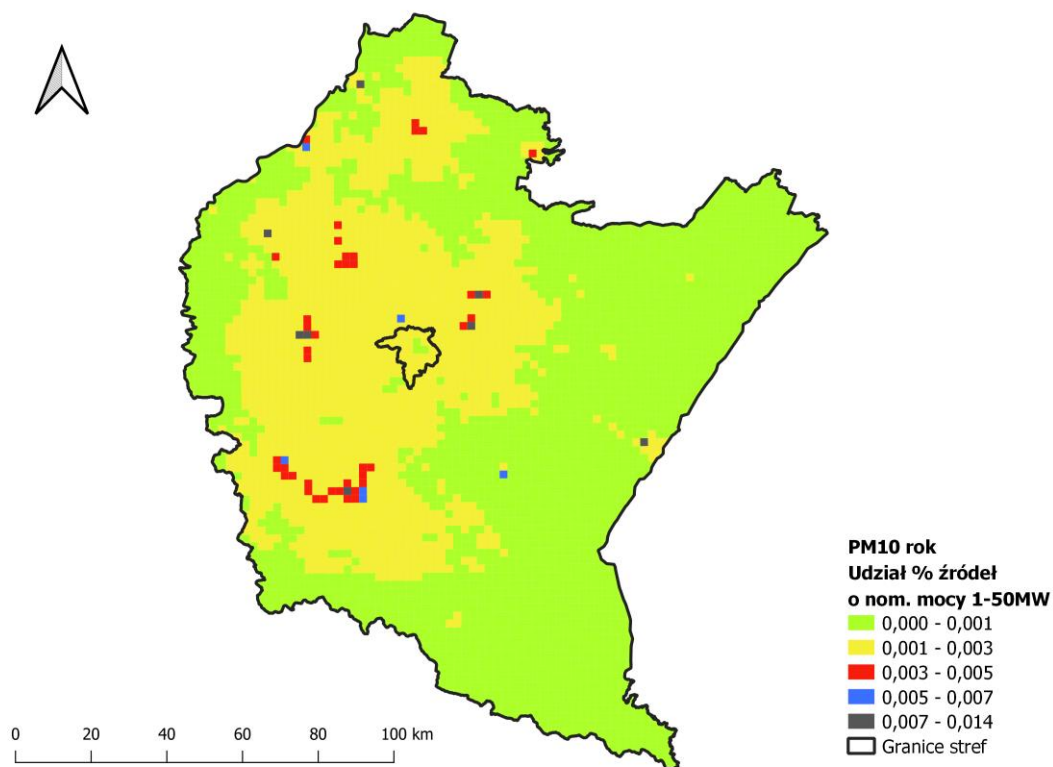 PM10 rok
Udział % źródeł
o nom. mocy 1-50MW
0,000 - 0,001
0,001 - 0,003
0,003 - 0,005
0,005 - 0,007
0,007 - 0,014
Granice stref
0 20 40 60 80 100 km